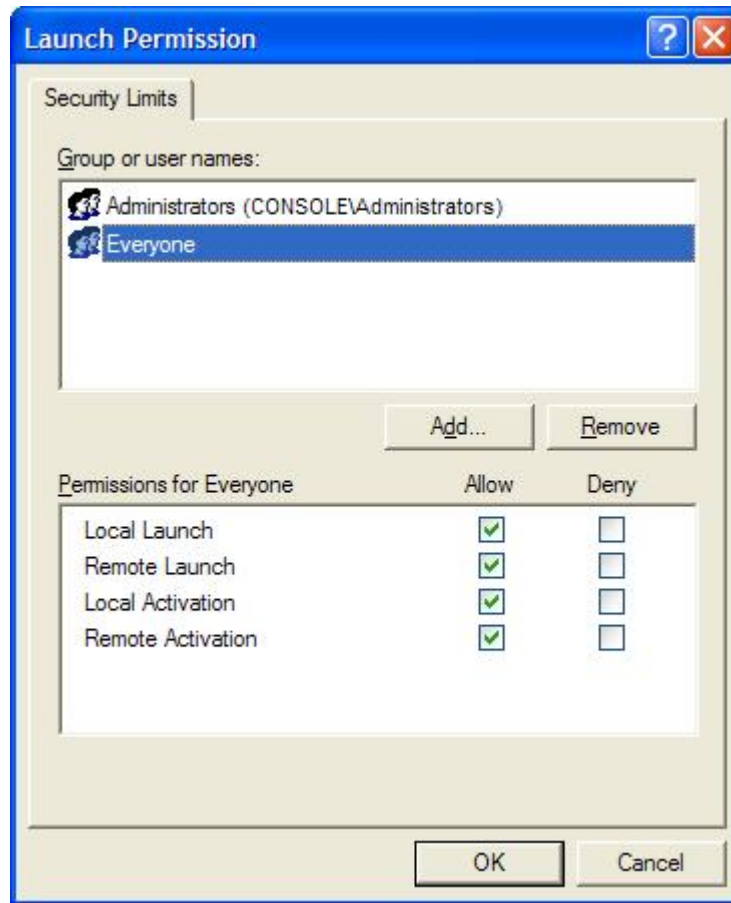 Launch Permission
Security Limits
Group or user names:
Administrators (CONSOLE\Administrators)
Everyone
Add... Remove
Permissions for Everyone Allow Deny
Local Launch
Remote Launch
Local Activation
Remote Activation
OK Cancel